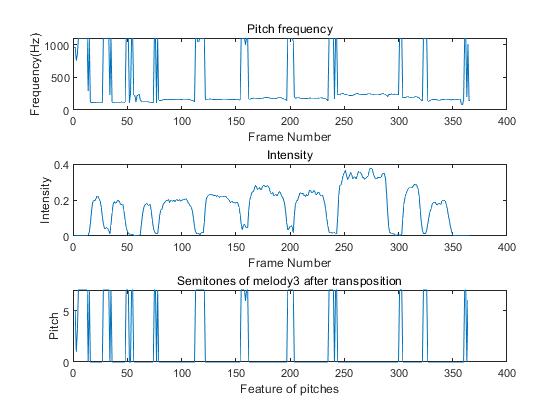 Pitch frequency
1000
500
0
Frequency(Hz)
0 50 100 150 200 250 300 350 400
Frame Number
Intensity
0.4
0.2
0
Intensity
0 50 100 150 200 250 300 350 400
Frame Number
Semitones of melody3 after transposition
5
0
Pitch
0 50 100 150 200 250 300 350 400
Feature of pitches